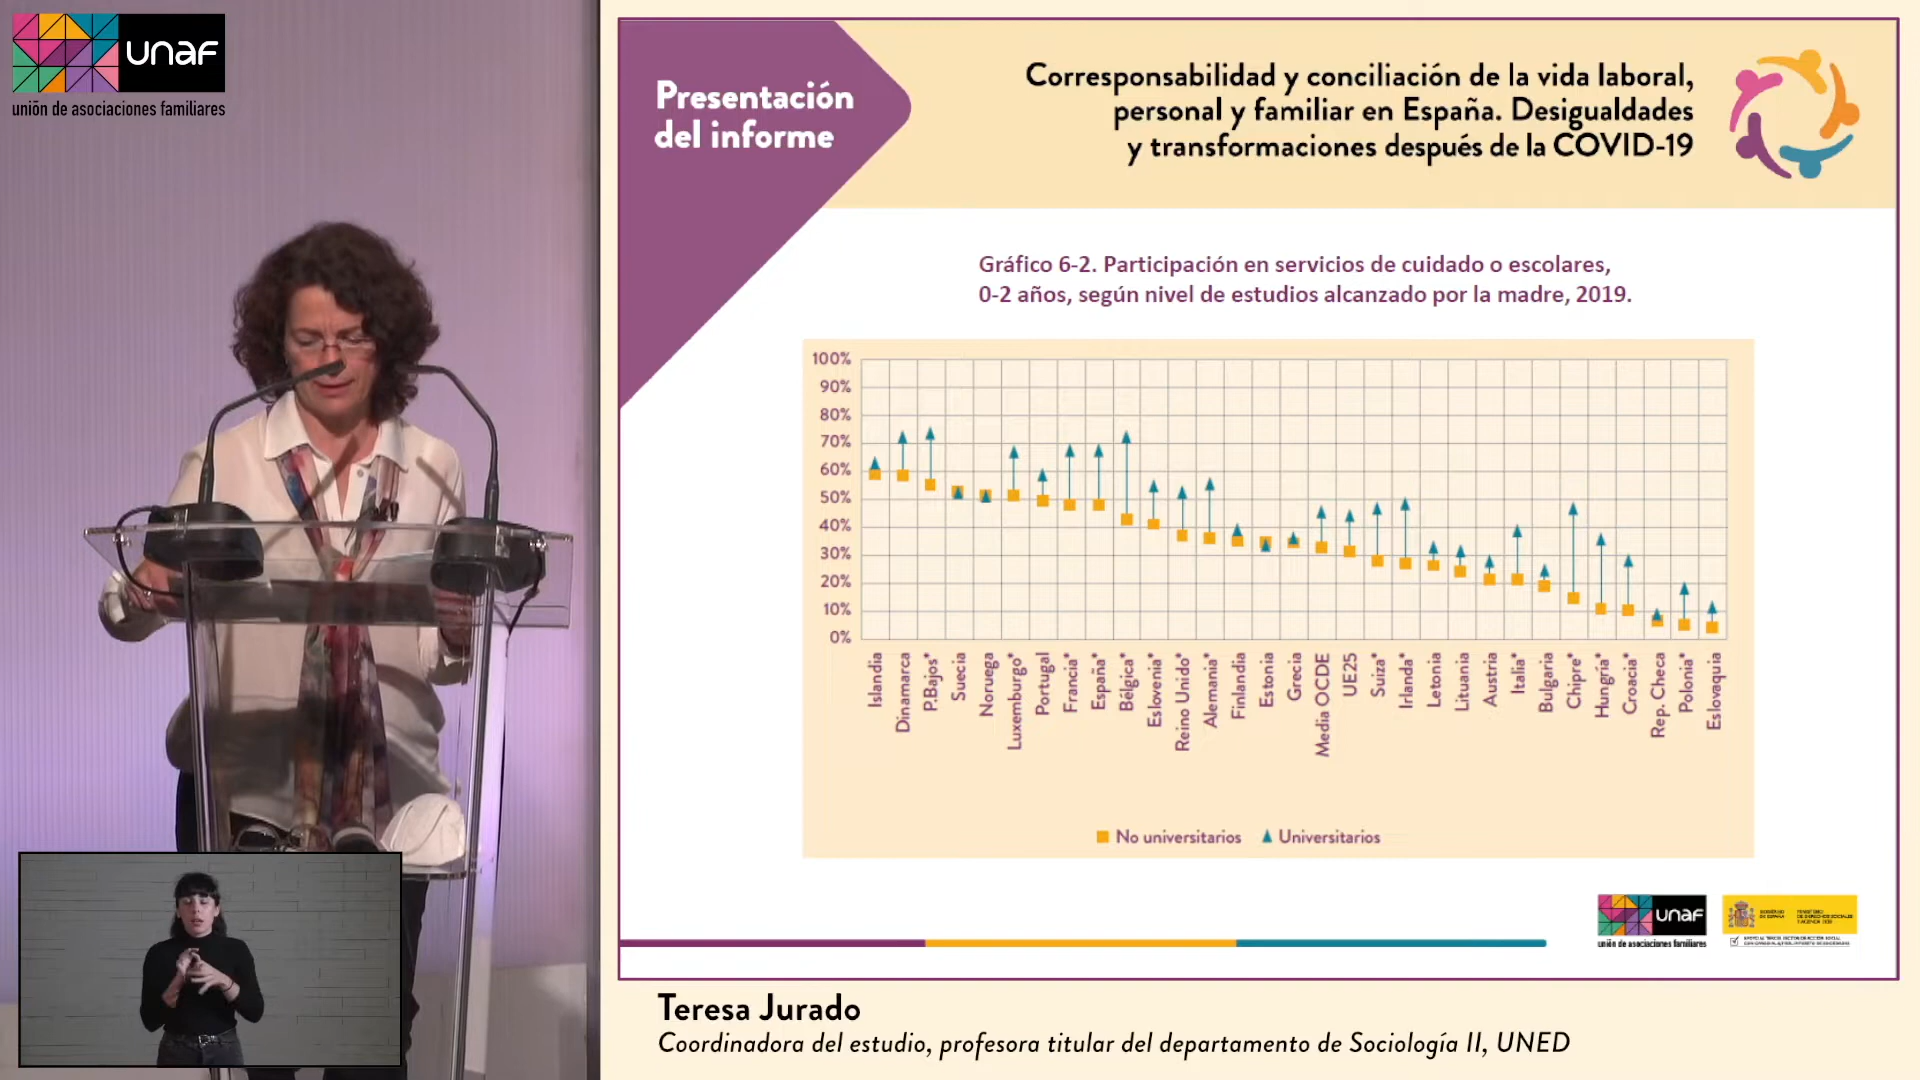 unaf
unión de asociaciones familiares
Presentación
del informe
Corresponsabilidad y conciliación de la vida laboral,
personal y familiar en España. Desigualdades
y transformaciones después de la COVID-19
Gráfico 6-2. Participación en servicios de cuidado o escolares,
0-2 años, según nivel de estudios alcanzado por la madre, 2019.
100%
90%
80%
70%
60%
50%
40%
30%
20%
10%
0%
Islandia
Dinamarca
P.Bajos*
Suecia
Noruega
Luxemburgo*
Portugal
Francia*
España*
Bélgica*
Eslovenia*
Reino Unido*
Alemania*
Finlandia
Estonia
Grecia
Media OCDE
UE25
Suiza*
Irlanda*
Letonia
Lituania
Austria
Italia*
Bulgaria
Chipre*
Hungría*
Croacia*
Rep. Checa
Polonia*
Eslovaquia
No universitarios
Universitarios
unaf
unión de asociaciones familiares
Teresa Jurado
Coordinadora del estudio, profesora titular del departamento de Sociología II, UNED